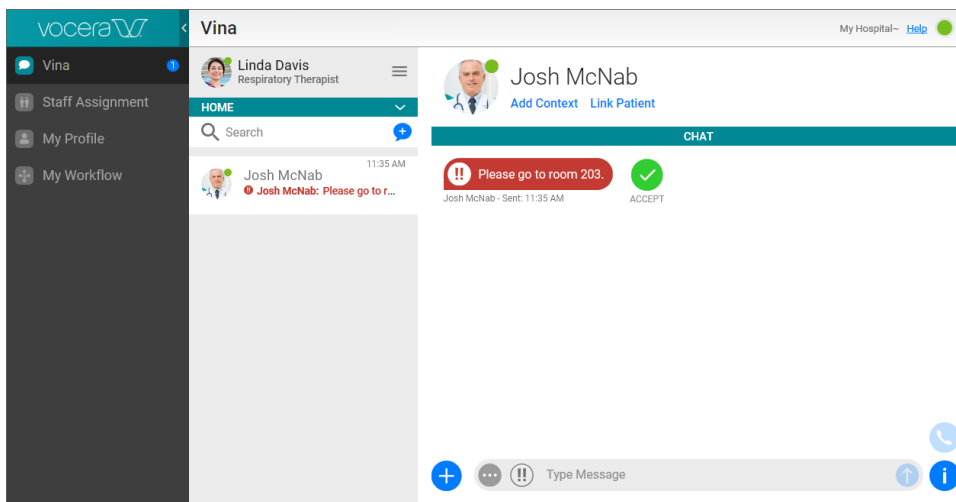 vocera
Vina
My Hospital~ Help
Vina
1
Staff Assignment
My Profile
My Workflow
Linda Davis
Respiratory Therapist
HOME
Search
11:35 AM
Josh McNab
Josh McNab: Please go to r...
Josh McNab
Add Context Link Patient
CHAT
!! Please go to room 203.
Josh McNab - Sent: 11:35 AM
ACCEPT
!! Type Message